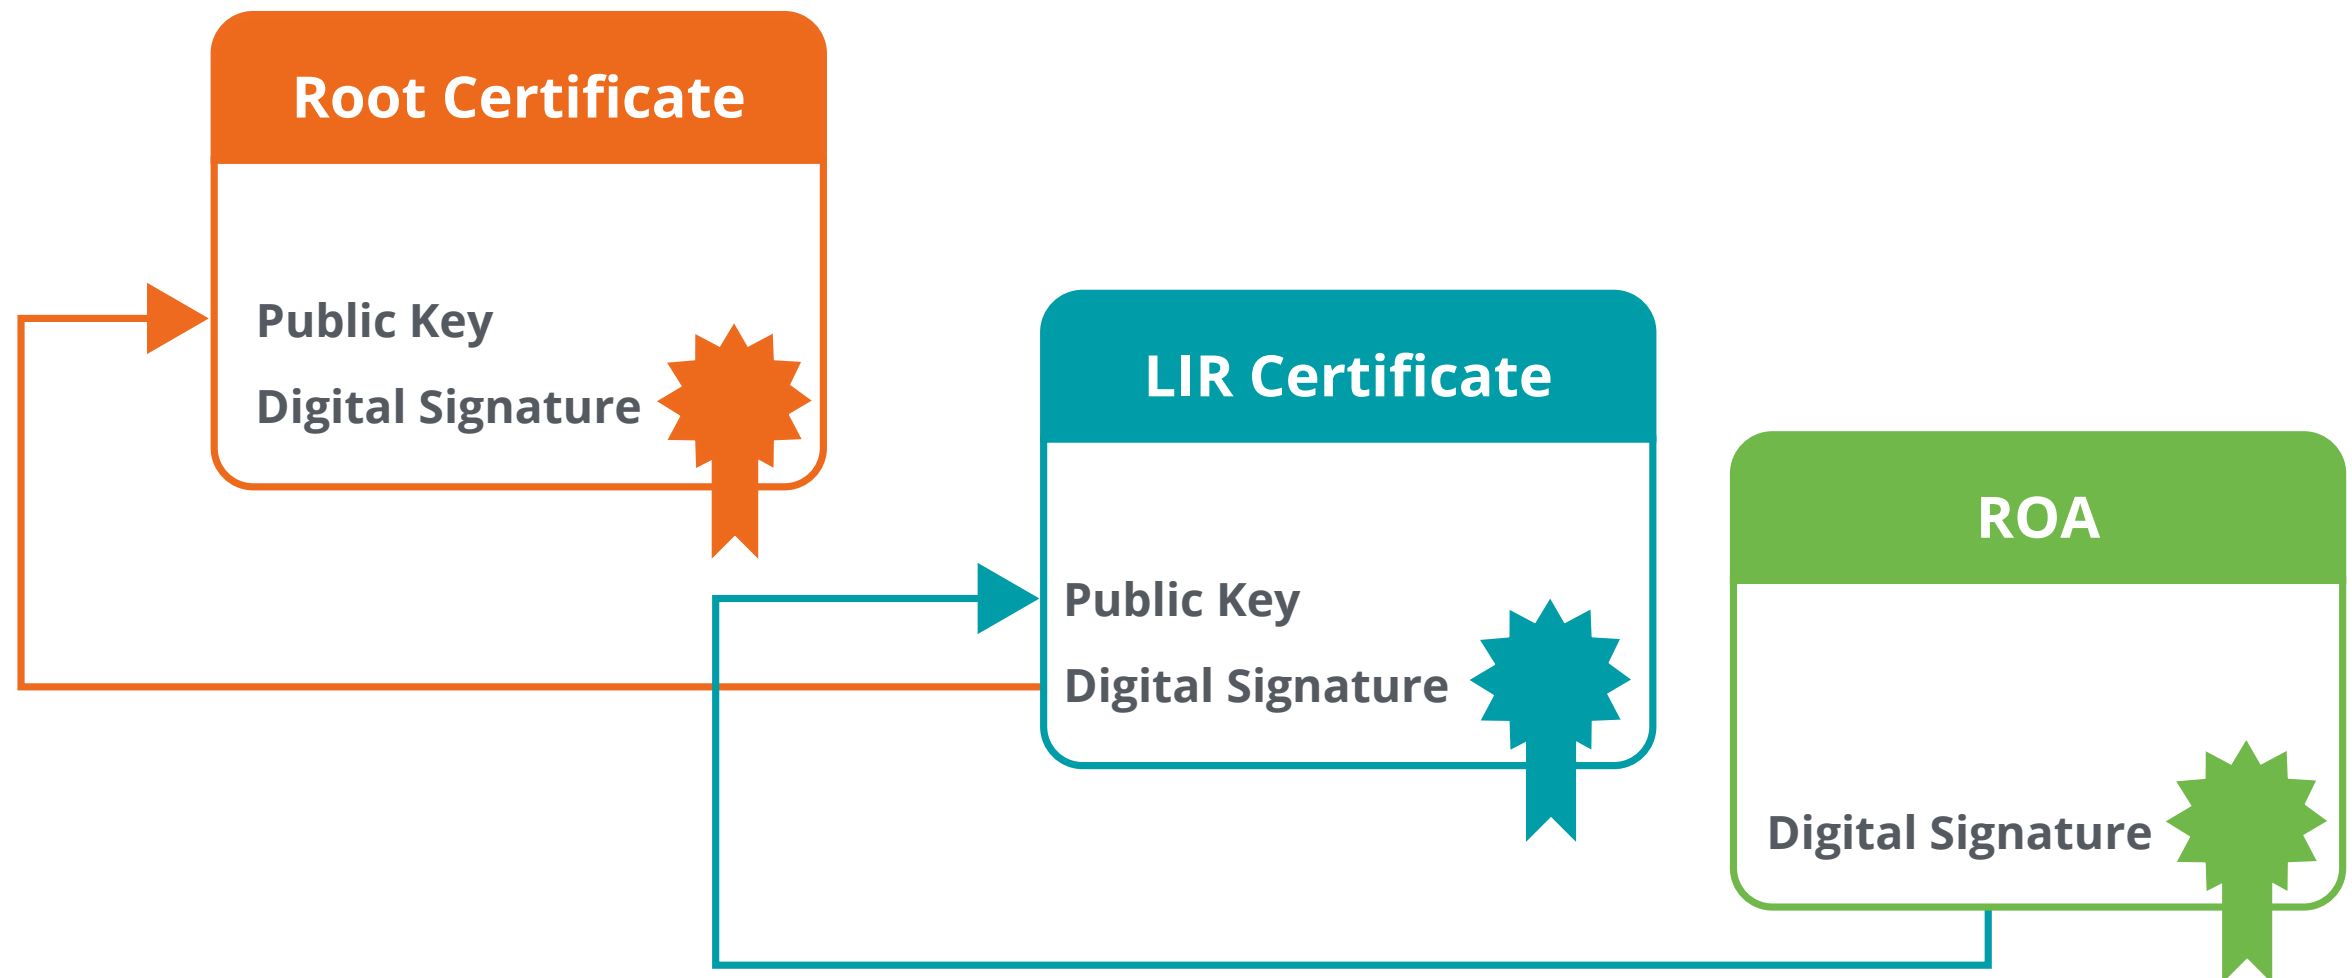 Root Certificate
Public Key
Digital Signature
LIR Certificate
Public Key
Digital Signature
ROA
Digital Signature